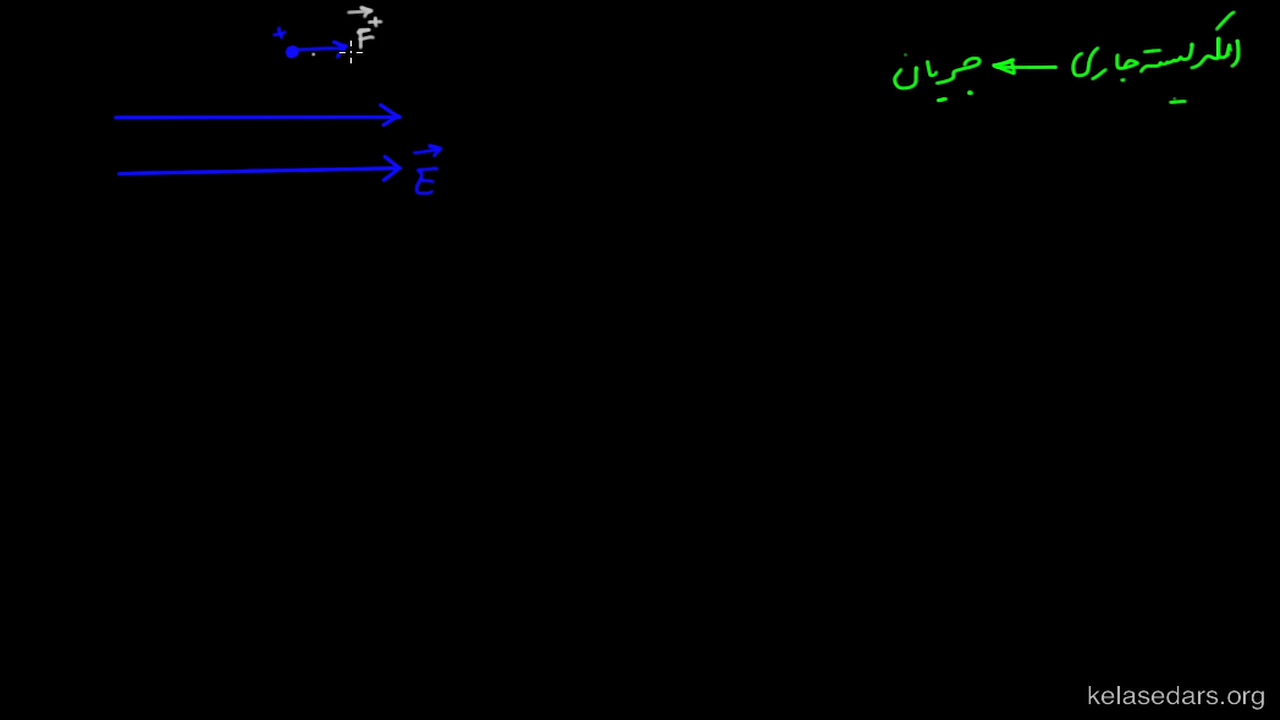 الکتریسیته جاری ← جریان
+ F⁺
E
kelasedars.org